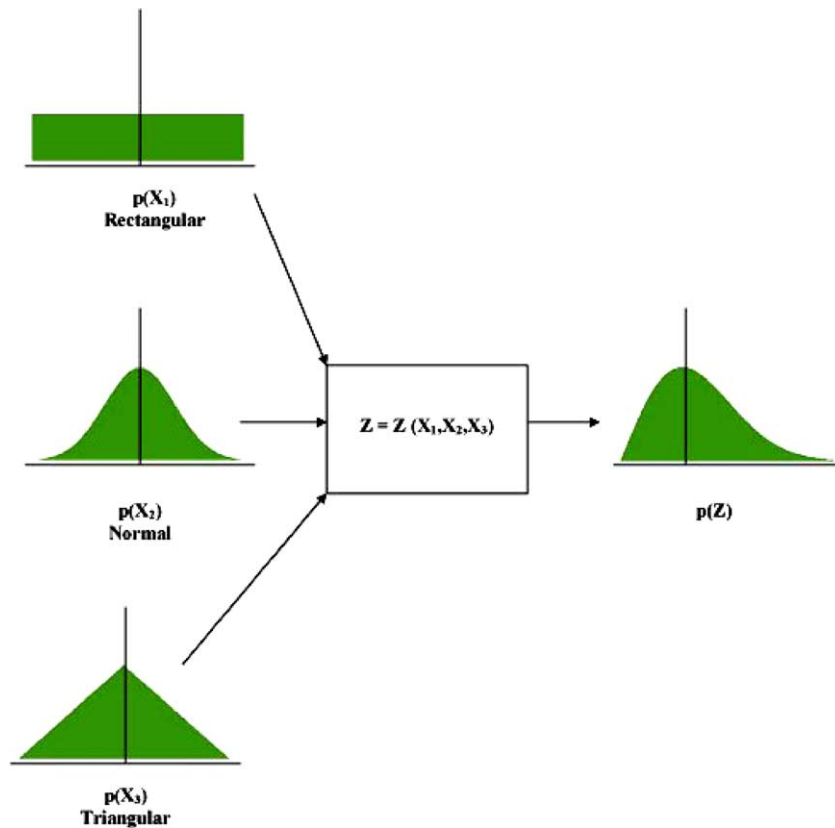 p(X₁)
Rectangular
p(X₂)
Normal
Z = Z (X₁,X₂,X₃)
p(Z)
p(X₃)
Triangular